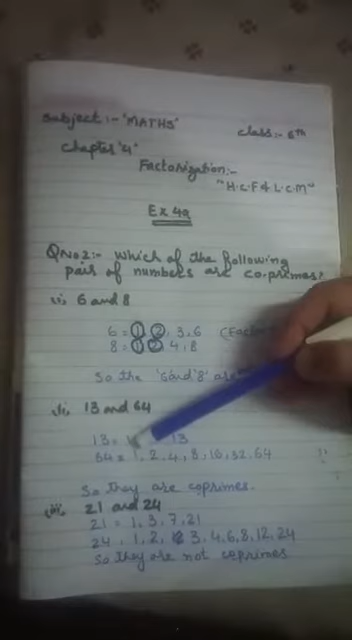 Subject :- "MATHS"
Class:- 6th
Chapter "4"
Factorization:-
"H.C.F & L.C.M"
Ex 4a
Q No 2:- Which of the following
pair of numbers are co-primes?
(i) 6 and 8
6 = 1, 2, 3, 6
8 = 1, 2, 4, 8
So the '6 and 8' are
(ii) 13 and 64
13 = 1, 13
64 = 1, 2, 4, 8, 16, 32, 64
So they are coprimes.
(iii) 21 and 24
21 = 1, 3, 7, 21
24 = 1, 2, 3, 4, 6, 8, 12, 24
So they are not coprimes